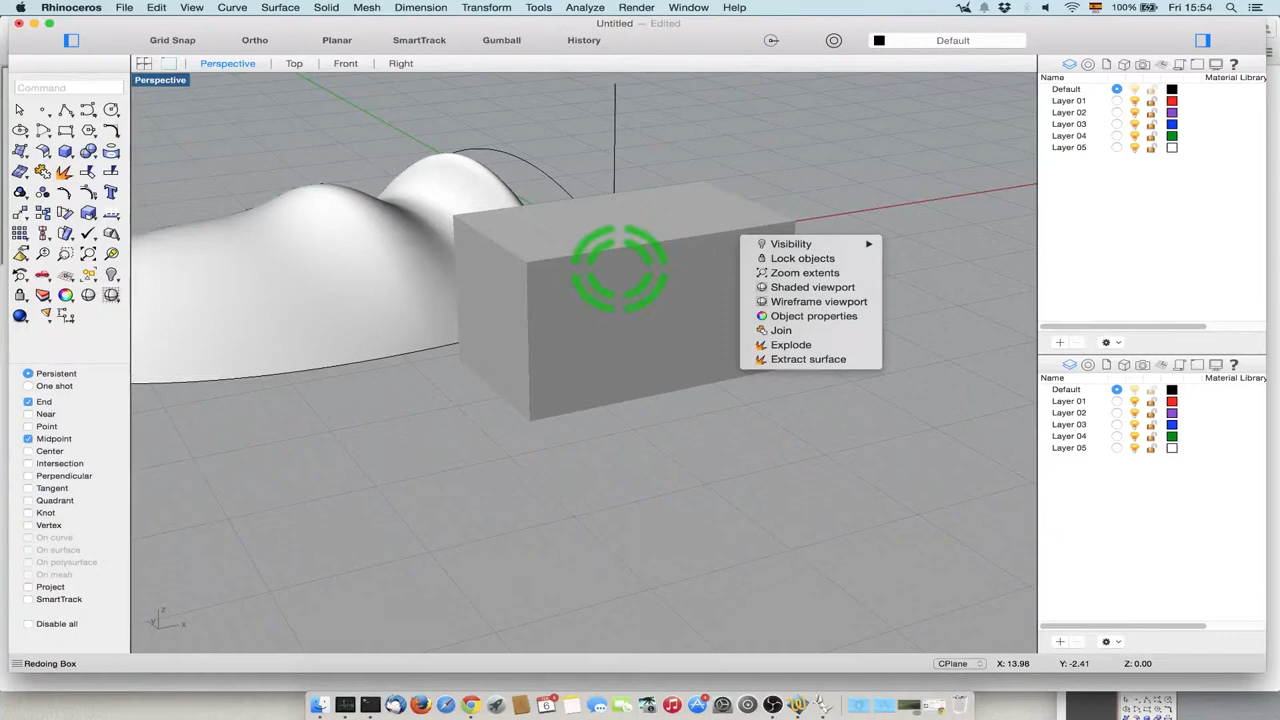 Rhinoceros File Edit View Curve Surface Solid Mesh Dimension Transform Tools Analyze Render Window Help 100% Fri 15:54
Untitled — Edited
Grid Snap Ortho Planar SmartTrack Gumball History Default
Perspective Top Front Right
Perspective
Command
Name Material Library
Default
Layer 01
Layer 02
Layer 03
Layer 04
Layer 05
Visibility
Lock objects
Zoom extents
Shaded viewport
Wireframe viewport
Object properties
Join
Explode
Extract surface
Persistent
One shot
End
Near
Point
Midpoint
Center
Intersection
Perpendicular
Tangent
Quadrant
Knot
Vertex
On curve
On surface
On polysurface
On mesh
Project
SmartTrack
Disable all
Name Material Library
Default
Layer 01
Layer 02
Layer 03
Layer 04
Layer 05
z
y x
Redoing Box CPlane X: 13.98 Y: -2.41 Z: 0.00